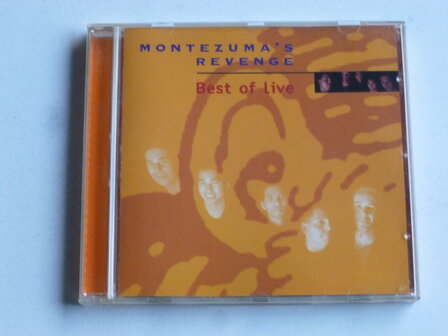 MONTEZUMA'S
REVENGE
Best of live